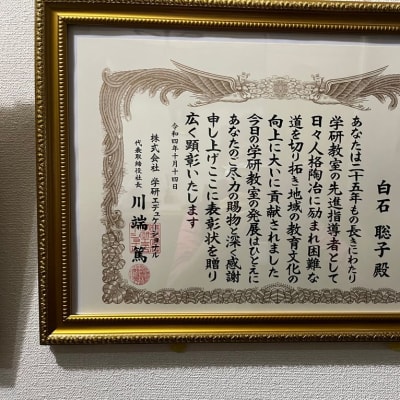 白石 聡子 殿
あなたは二十五年もの長きにわたり
学研教室の先進指導者として
日々人格陶冶に励まれ困難な
道を切り拓き地域の教育文化の
向上に大いに貢献されました
今日の学研教室の発展はひとえに
あなたのご尽力の賜物と深く感謝
申し上げここに表彰状を贈り
広く顕彰いたします
令和四年十月十四日
株式会社 学研エデュケーショナル
代表取締役社長 川端 篤